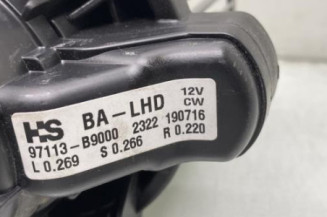 HS BA-LHD 12V CW
97113-B9000 2322 190716
L 0.269 S 0.266 R 0.220